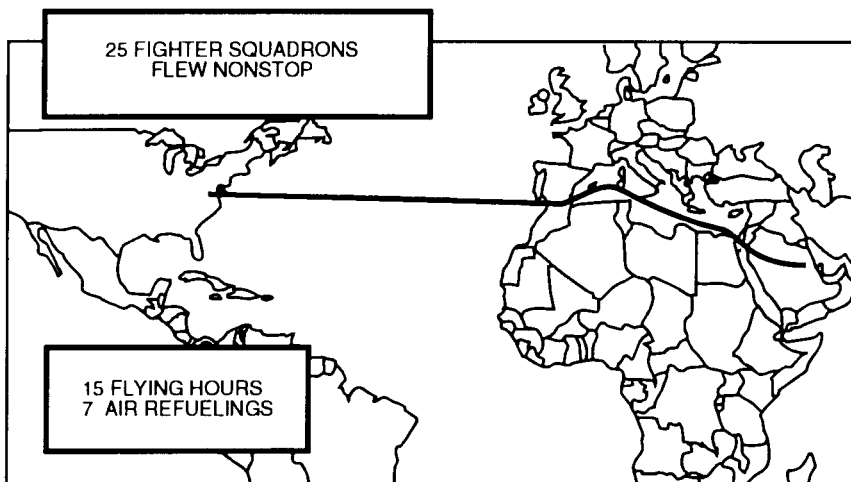 25 FIGHTER SQUADRONS
FLEW NONSTOP
15 FLYING HOURS
7 AIR REFUELINGS